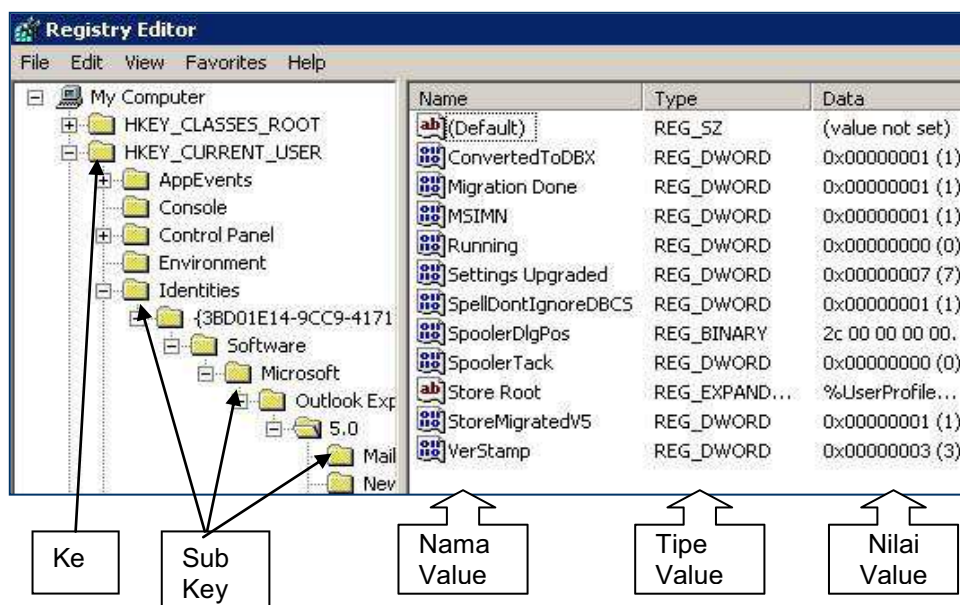 Registry Editor
File Edit View Favorites Help
My Computer
HKEY_CLASSES_ROOT
HKEY_CURRENT_USER
AppEvents
Console
Control Panel
Environment
Identities
{3BD01E14-9CC9-4171
Software
Microsoft
Outlook Exp
5.0
Mail
New
Name Type Data
(Default) REG_SZ (value not set)
ConvertedToDBX REG_DWORD 0x00000001 (1)
Migration Done REG_DWORD 0x00000001 (1)
MSIMN REG_DWORD 0x00000001 (1)
Running REG_DWORD 0x00000000 (0)
Settings Upgraded REG_DWORD 0x00000007 (7)
SpellDontIgnoreDBCS REG_DWORD 0x00000001 (1)
SpoolerDlgPos REG_BINARY 2c 00 00 00 00.
SpoolerTack REG_DWORD 0x00000000 (0)
Store Root REG_EXPAND... %UserProfile...
StoreMigratedV5 REG_DWORD 0x00000001 (1)
VerStamp REG_DWORD 0x00000003 (3)
Ke
Sub
Key
Nama
Value
Tipe
Value
Nilai
Value